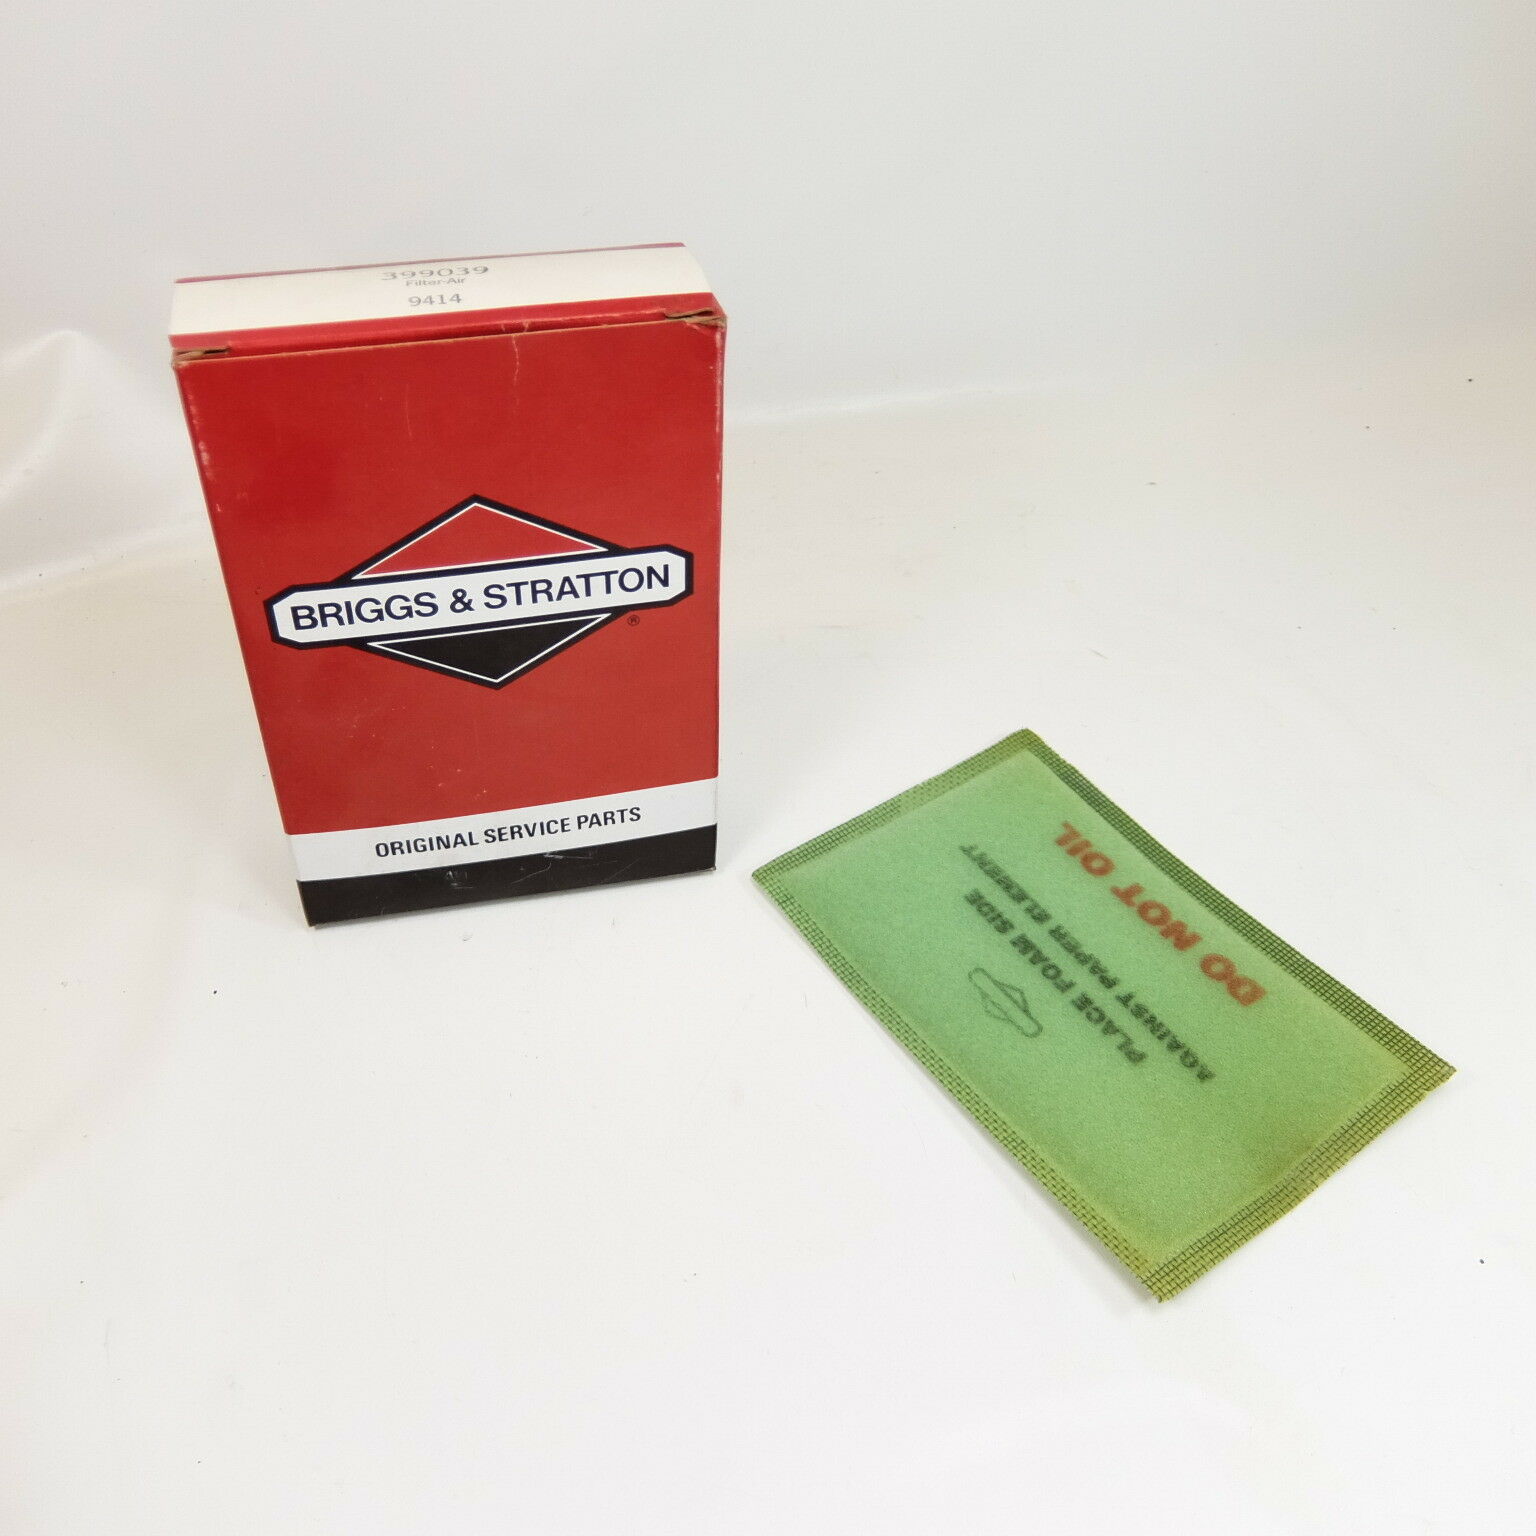 399039
Filter-Air
9414
BRIGGS & STRATTON
®
ORIGINAL SERVICE PARTS
DO NOT OIL
PLACE FOAM SIDE
AGAINST PAPER ELEMENT